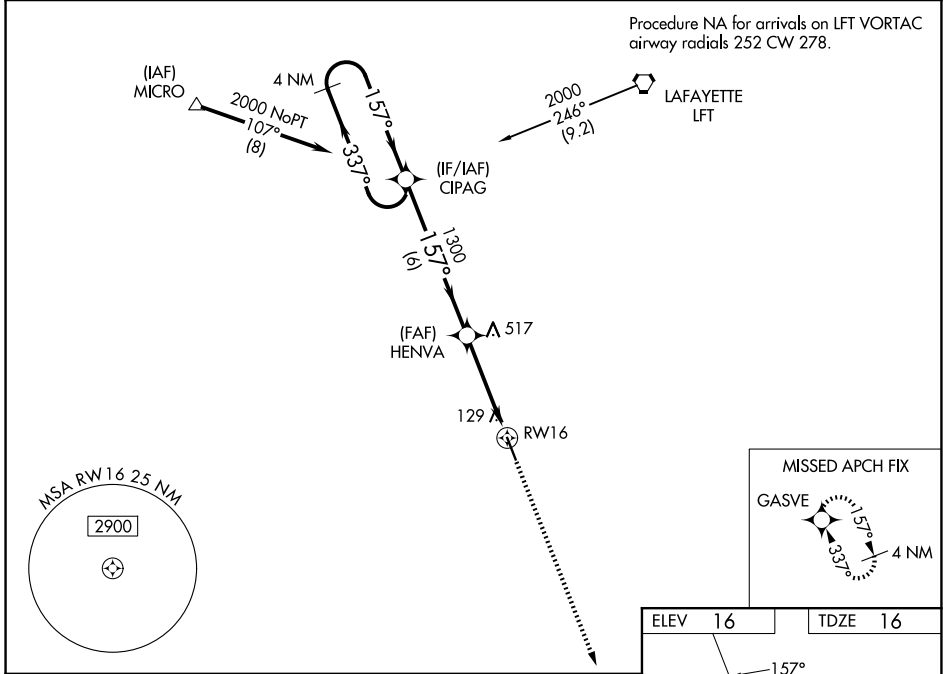 Procedure NA for arrivals on LFT VORTAC
airway radials 252 CW 278.
(IAF)
MICRO
2000 NoPT
107°
(8)
4 NM
157°
337°
2000
246°
(9.2)
LAFAYETTE
LFT
(IF/IAF)
CIPAG
1300
157°
(6)
(FAF)
HENVA
517
129
RW16
MSA RW16 25 NM
2900
MISSED APCH FIX
GASVE
157°
337°
4 NM
ELEV 16
TDZE 16
157°